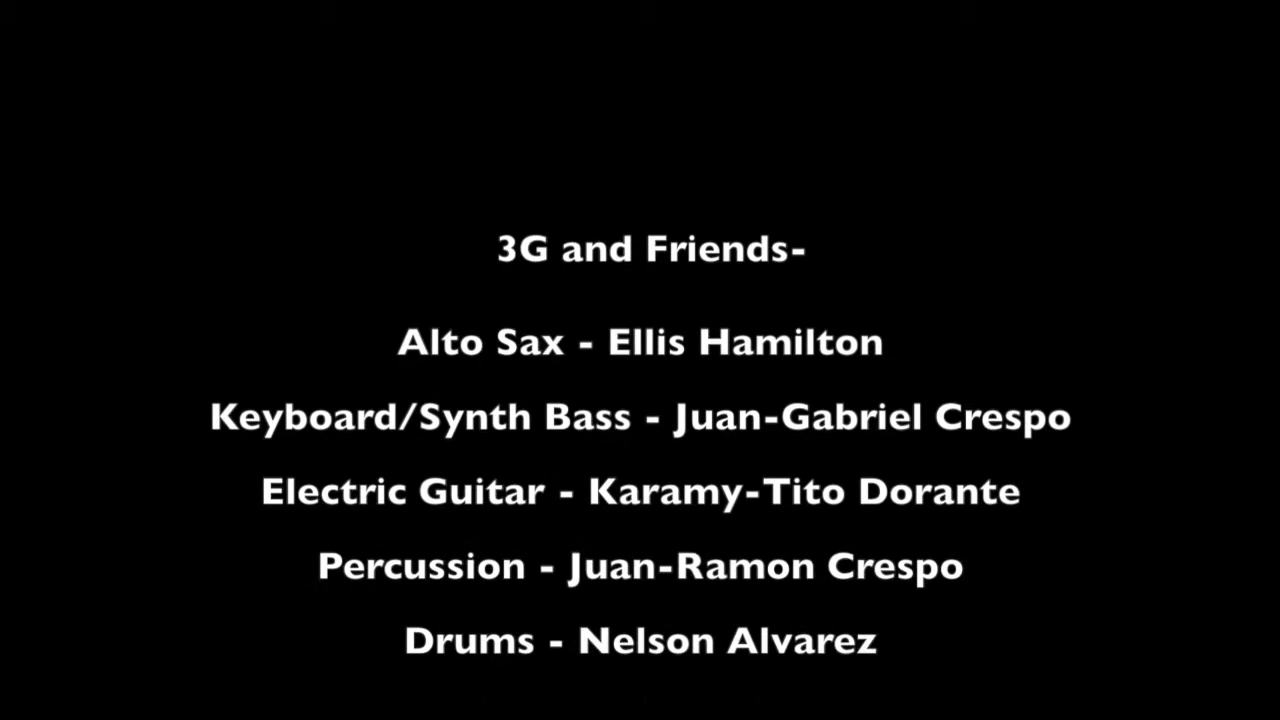 3G and Friends-
Alto Sax - Ellis Hamilton
Keyboard/Synth Bass - Juan-Gabriel Crespo
Electric Guitar - Karamy-Tito Dorante
Percussion - Juan-Ramon Crespo
Drums - Nelson Alvarez